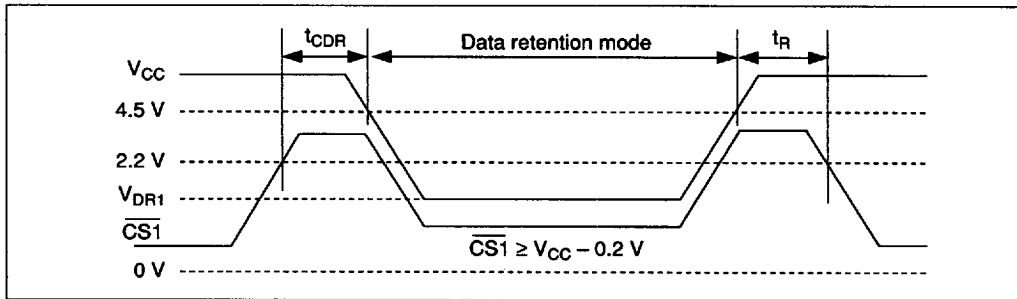 tCDR
Data retention mode
tR
VCC
4.5 V
2.2 V
VDR1
CS1
CS1 ≥ VCC – 0.2 V
0 V